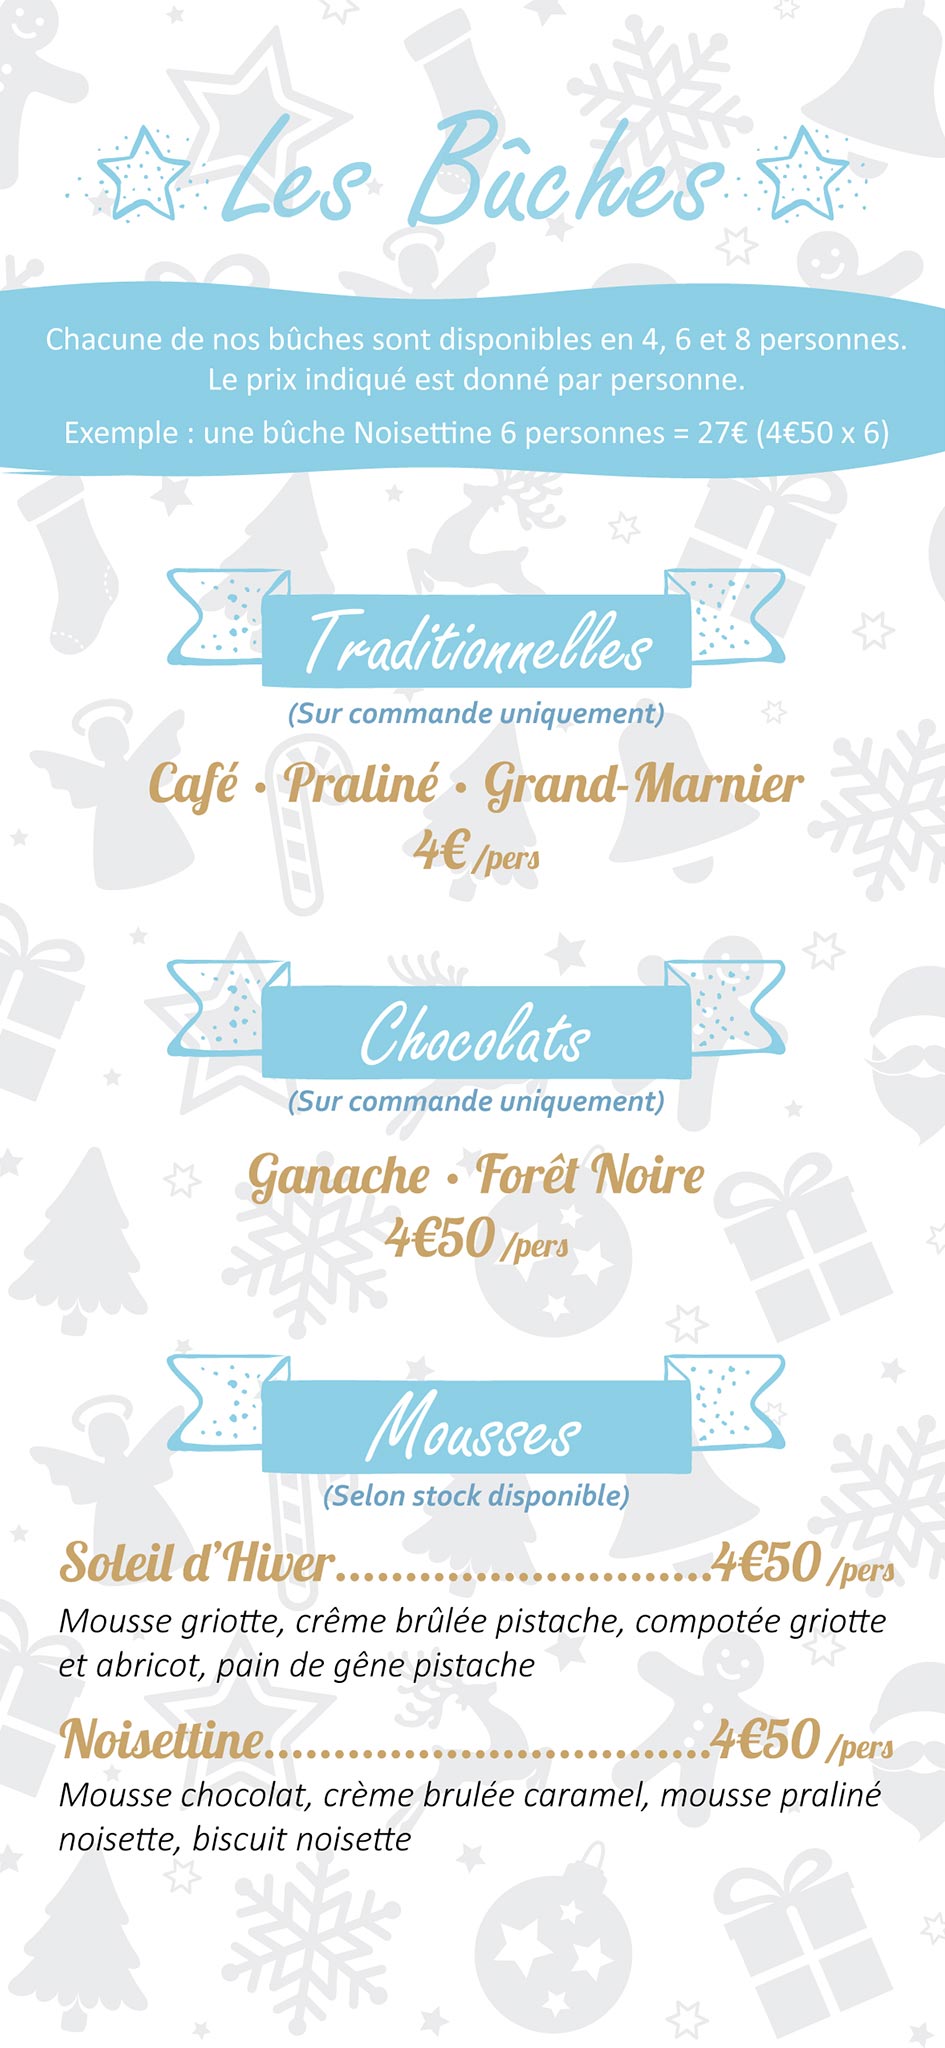 Les Bûches
Chacune de nos bûches sont disponibles en 4, 6 et 8 personnes.
Le prix indiqué est donné par personne.
Exemple : une bûche Noisettine 6 personnes = 27€ (4€50 x 6)
Traditionnelles
(Sur commande uniquement)
Café • Praliné • Grand-Marnier
4€ /pers
Chocolats
(Sur commande uniquement)
Ganache • Forêt Noire
4€50 /pers
Mousses
(Selon stock disponible)
Soleil d'Hiver...........................4€50 /pers
Mousse griotte, crême brûlée pistache, compotée griotte
et abricot, pain de gêne pistache
Noisettine................................4€50 /pers
Mousse chocolat, crème brulée caramel, mousse praliné
noisette, biscuit noisette